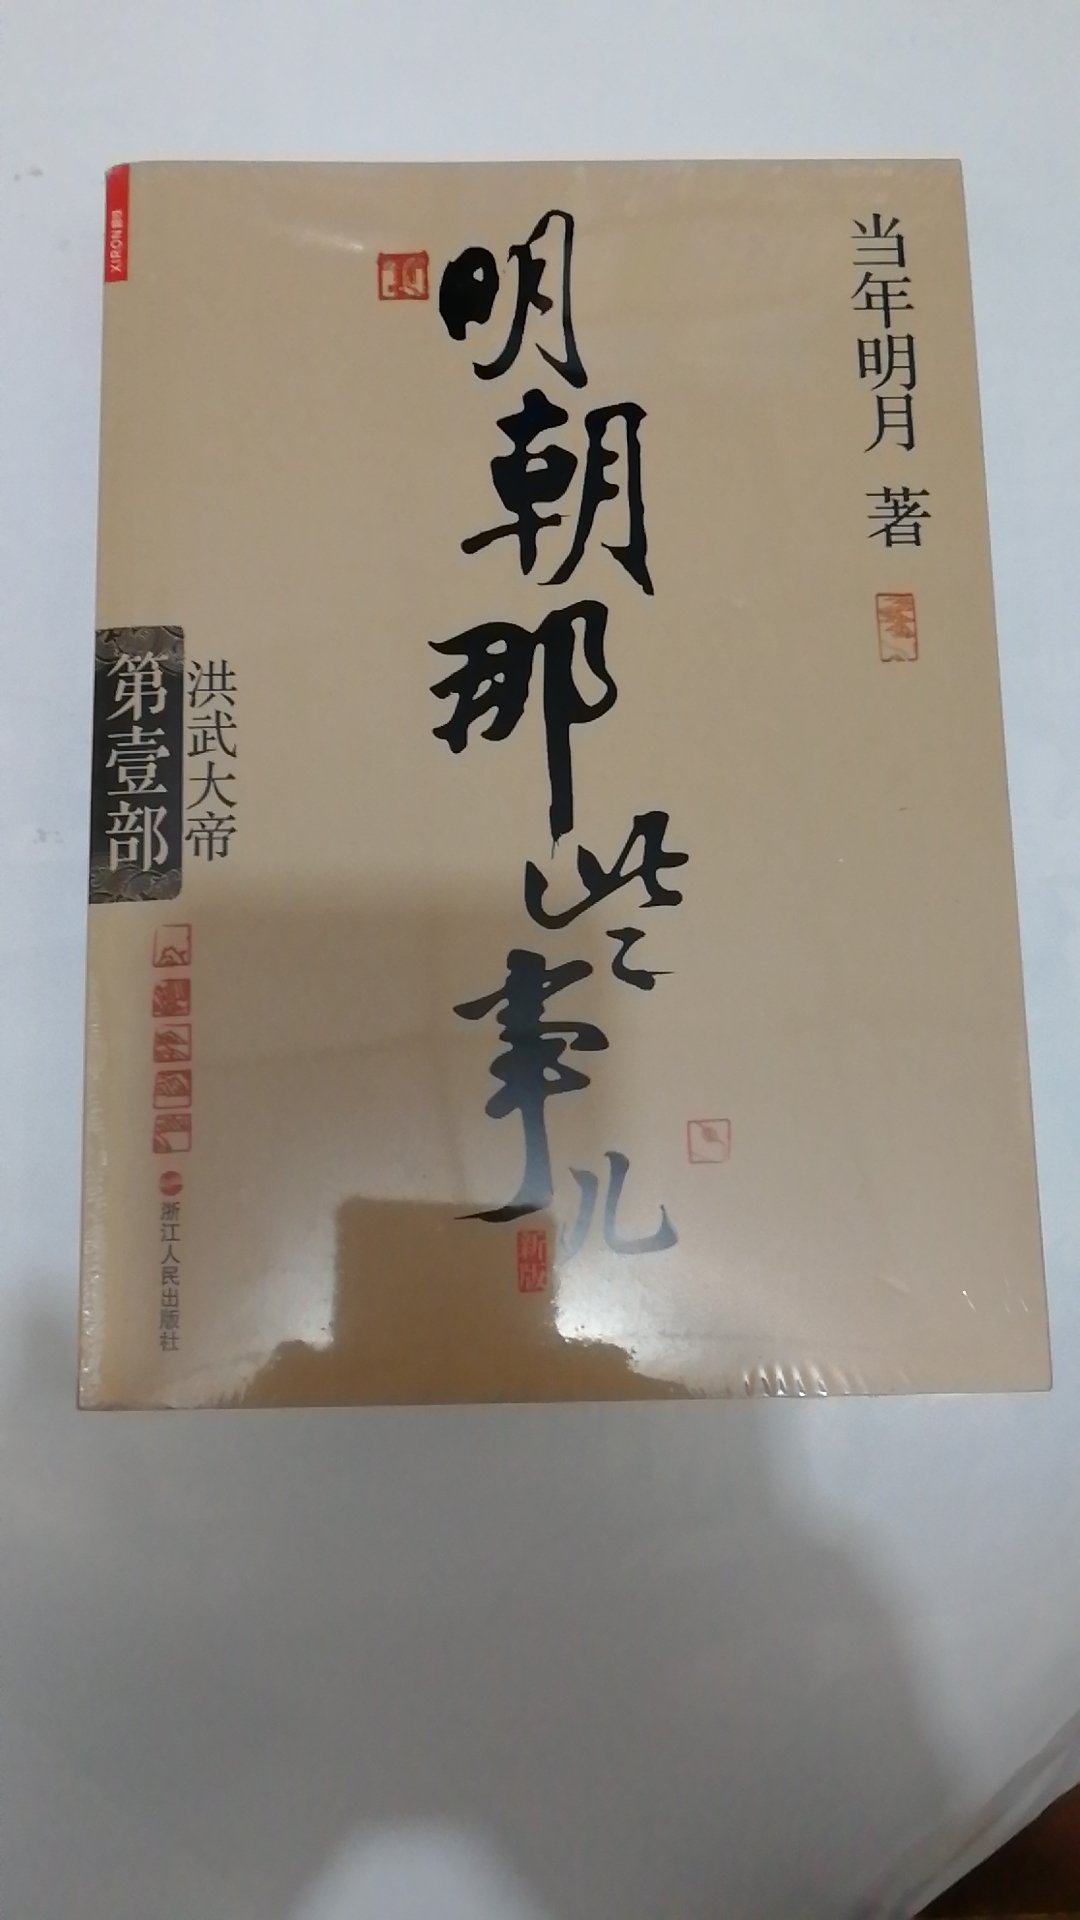 当年明月 著
明朝那些事儿
新版
洪武大帝
第壹部
浙江人民出版社
XIRON